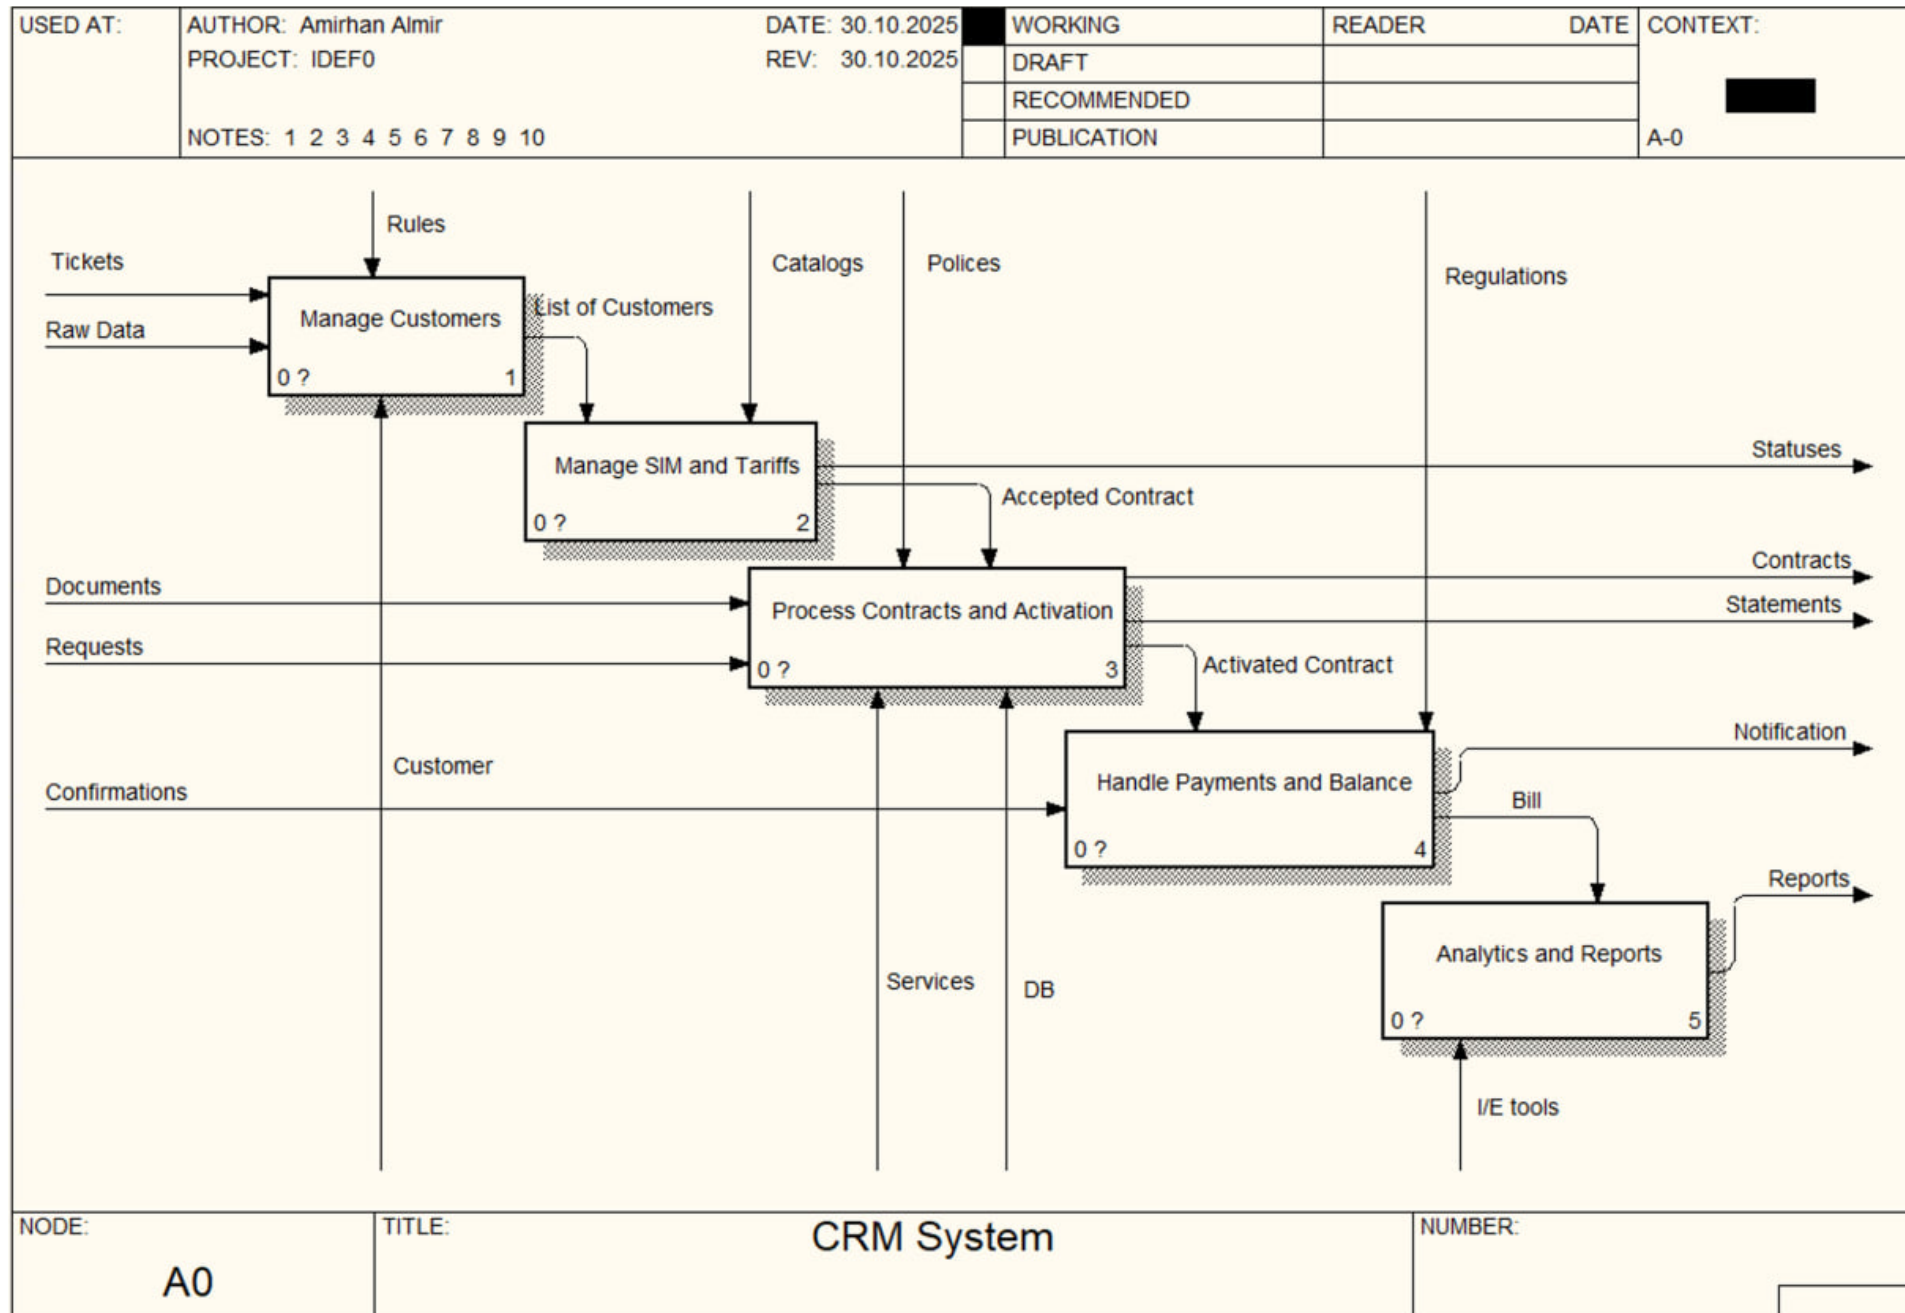 USED AT:
AUTHOR: Amirhan Almir
DATE: 30.10.2025
WORKING
READER
DATE
CONTEXT:
PROJECT: IDEF0
REV: 30.10.2025
DRAFT
RECOMMENDED
NOTES: 1 2 3 4 5 6 7 8 9 10
PUBLICATION
A-0
Rules
Tickets
Catalogs
Polices
Regulations
List of Customers
Manage Customers
Raw Data
0 ?
1
Manage SIM and Tariffs
Statuses
Accepted Contract
0 ?
2
Contracts
Documents
Process Contracts and Activation
Statements
Requests
0 ?
3
Activated Contract
Notification
Customer
Handle Payments and Balance
Confirmations
Bill
0 ?
4
Reports
Analytics and Reports
Services
DB
0 ?
5
I/E tools
NODE:
TITLE:
CRM System
NUMBER:
A0